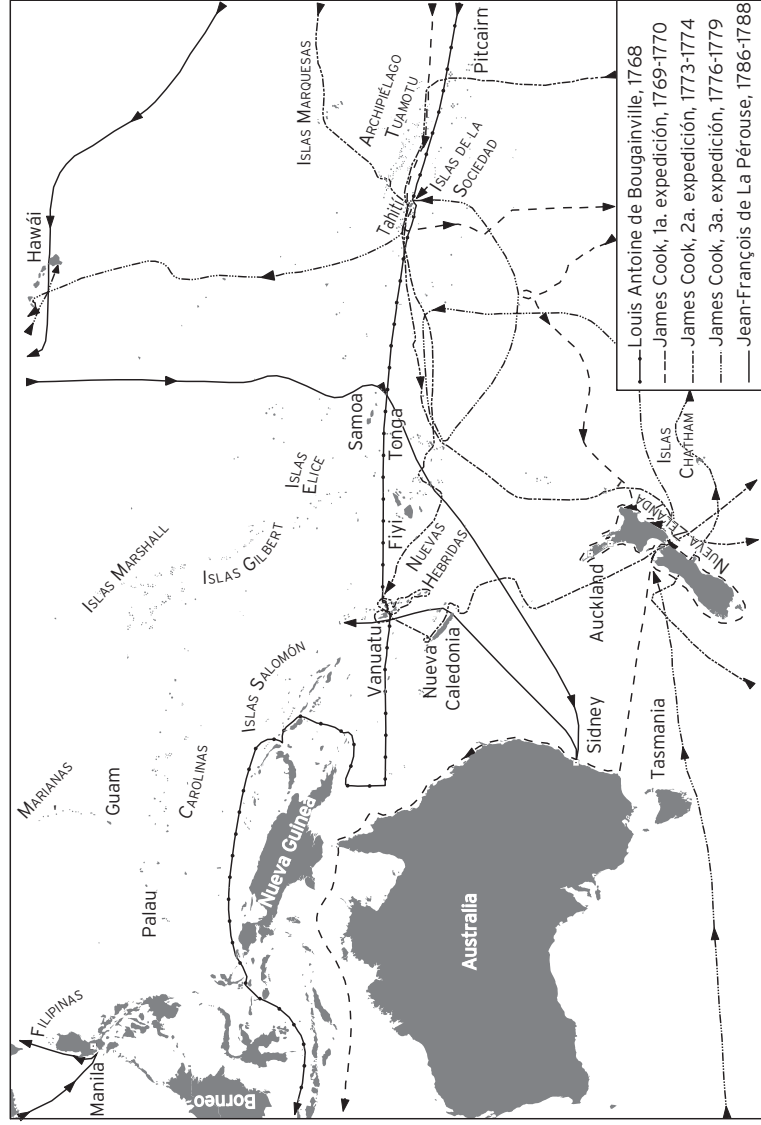 Hawái
ISLAS MARQUESAS
ARCHIPIÉLAGO
TUAMOTU
Pitcairn
Tahití
ISLAS DE LA
SOCIEDAD
Samoa
Tonga
ISLAS
ELICE
Fiyi
ISLAS MARSHALL
ISLAS GILBERT
NUEVAS
HEBRIDAS
Vanuatu
Nueva
Caledonia
ISLAS SALOMÓN
MARIANAS
Guam
CAROLINAS
Palau
FILIPINAS
Manila
Borneo
Nueva Guinea
Australia
Sidney
Tasmania
Auckland
NUEVA ZELANDA
ISLAS
CHATHAM
Louis Antoine de Bougainville, 1768
James Cook, 1a. expedición, 1769-1770
James Cook, 2a. expedición, 1773-1774
James Cook, 3a. expedición, 1776-1779
Jean-François de La Pérouse, 1786-1788